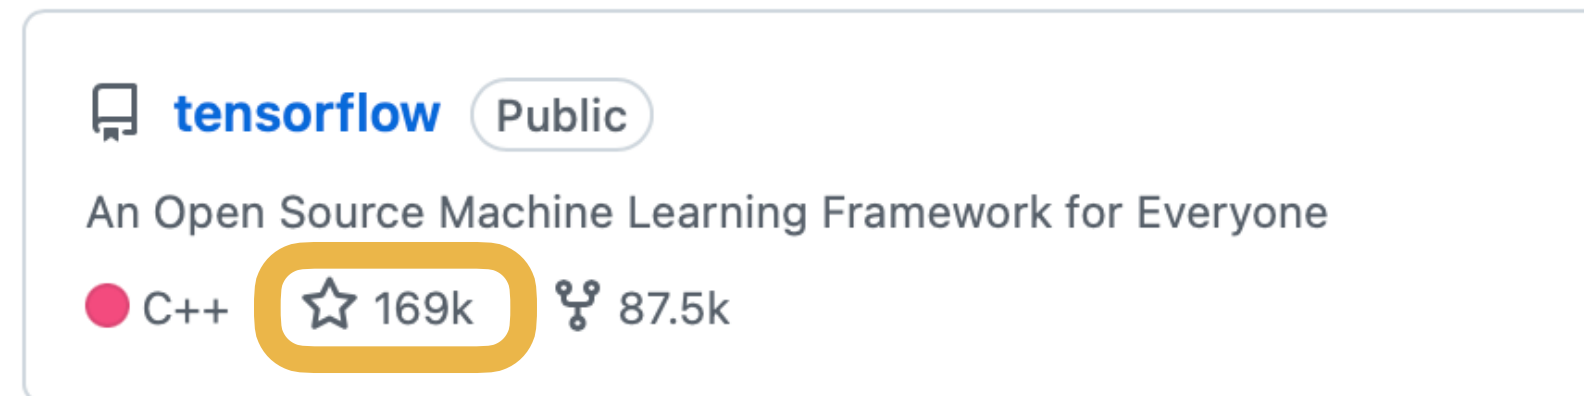 tensorflow Public
An Open Source Machine Learning Framework for Everyone
C++ 169k 87.5k